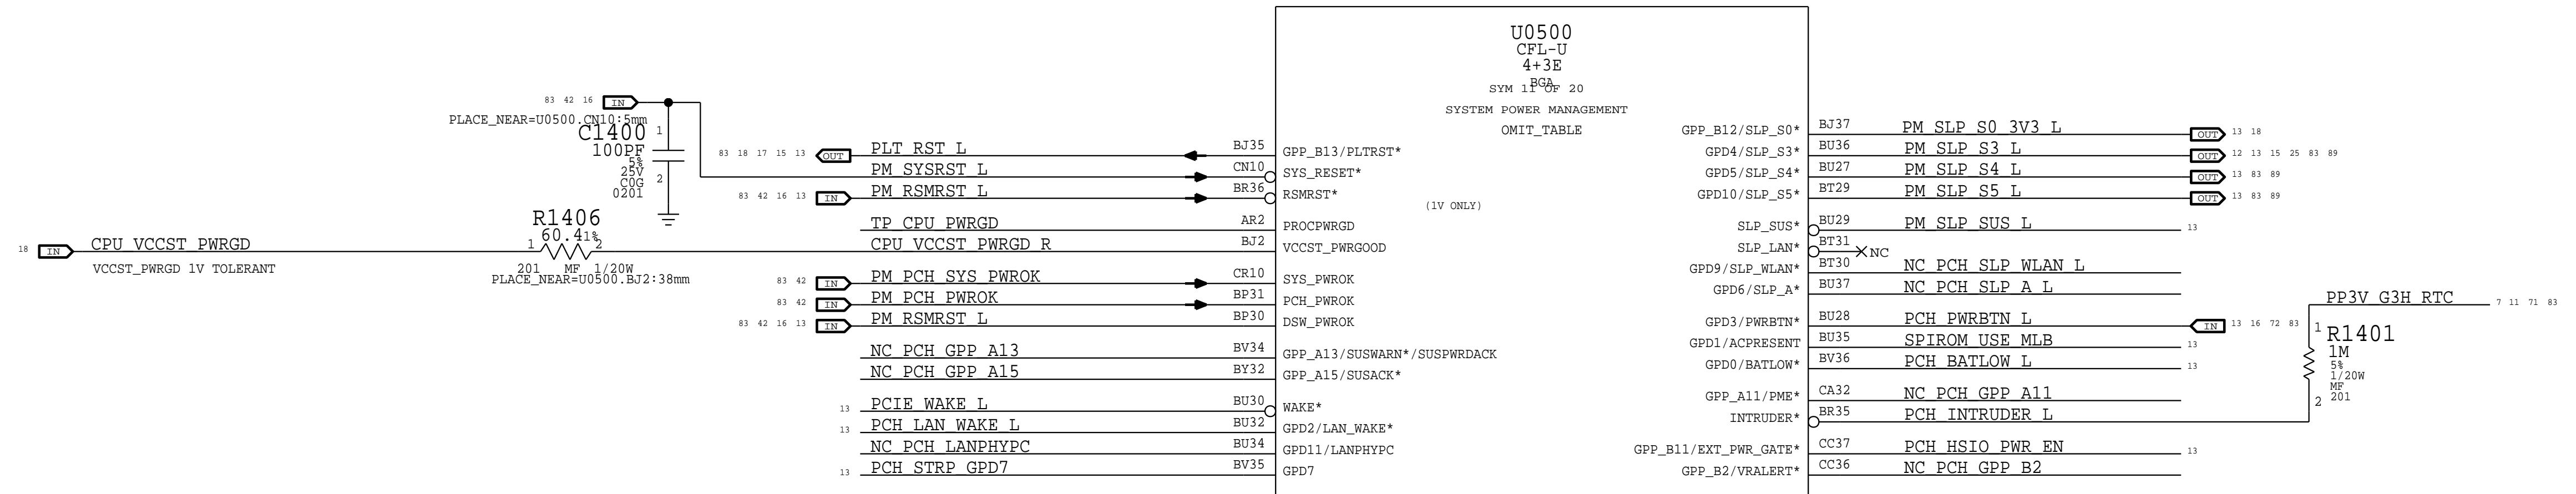 U0500
CFL-U
4+3E
BGA
SYM 11 OF 20
SYSTEM POWER MANAGEMENT
OMIT_TABLE
(1V ONLY)
83 42 16 IN
PLACE_NEAR=U0500.CN10:5mm
C1400 1
100PF
5%
25V
C0G 2
0201
83 18 17 15 13 OUT PLT_RST_L BJ35 GPP_B13/PLTRST*
PM_SYSRST_L CN10 SYS_RESET*
83 42 16 13 IN PM_RSMRST_L BR36 RSMRST*
TP_CPU_PWRGD AR2 PROCPWRGD
R1406
60.4 1%
18 IN CPU_VCCST_PWRGD 1 2 CPU_VCCST_PWRGD_R BJ2 VCCST_PWRGOOD
VCCST_PWRGD 1V TOLERANT
201 MF 1/20W
PLACE_NEAR=U0500.BJ2:38mm
83 42 IN PM_PCH_SYS_PWROK CR10 SYS_PWROK
83 42 IN PM_PCH_PWROK BP31 PCH_PWROK
83 42 16 13 IN PM_RSMRST_L BP30 DSW_PWROK
NC_PCH_GPP_A13 BV34 GPP_A13/SUSWARN*/SUSPWRDACK
NC_PCH_GPP_A15 BY32 GPP_A15/SUSACK*
13 PCIE_WAKE_L BU30 WAKE*
13 PCH_LAN_WAKE_L BU32 GPD2/LAN_WAKE*
NC_PCH_LANPHYPC BU34 GPD11/LANPHYPC
13 PCH_STRP_GPD7 BV35 GPD7
GPP_B12/SLP_S0* BJ37 PM_SLP_S0_3V3_L OUT 13 18
GPD4/SLP_S3* BU36 PM_SLP_S3_L OUT 12 13 15 25 83 89
GPD5/SLP_S4* BU27 PM_SLP_S4_L OUT 13 83 89
GPD10/SLP_S5* BT29 PM_SLP_S5_L OUT 13 83 89
SLP_SUS* BU29 PM_SLP_SUS_L 13
SLP_LAN* BT31 NC
GPD9/SLP_WLAN* BT30 NC_PCH_SLP_WLAN_L
GPD6/SLP_A* BU37 NC_PCH_SLP_A_L
GPD3/PWRBTN* BU28 PCH_PWRBTN_L IN 13 16 72 83
GPD1/ACPRESENT BU35 SPIROM_USE_MLB 13
GPD0/BATLOW* BV36 PCH_BATLOW_L 13
GPP_A11/PME* CA32 NC_PCH_GPP_A11
INTRUDER* BR35 PCH_INTRUDER_L
GPP_B11/EXT_PWR_GATE* CC37 PCH_HSIO_PWR_EN 13
GPP_B2/VRALERT* CC36 NC_PCH_GPP_B2
PP3V_G3H_RTC 7 11 71 83
1 R1401
1M
5%
1/20W
MF
2 201